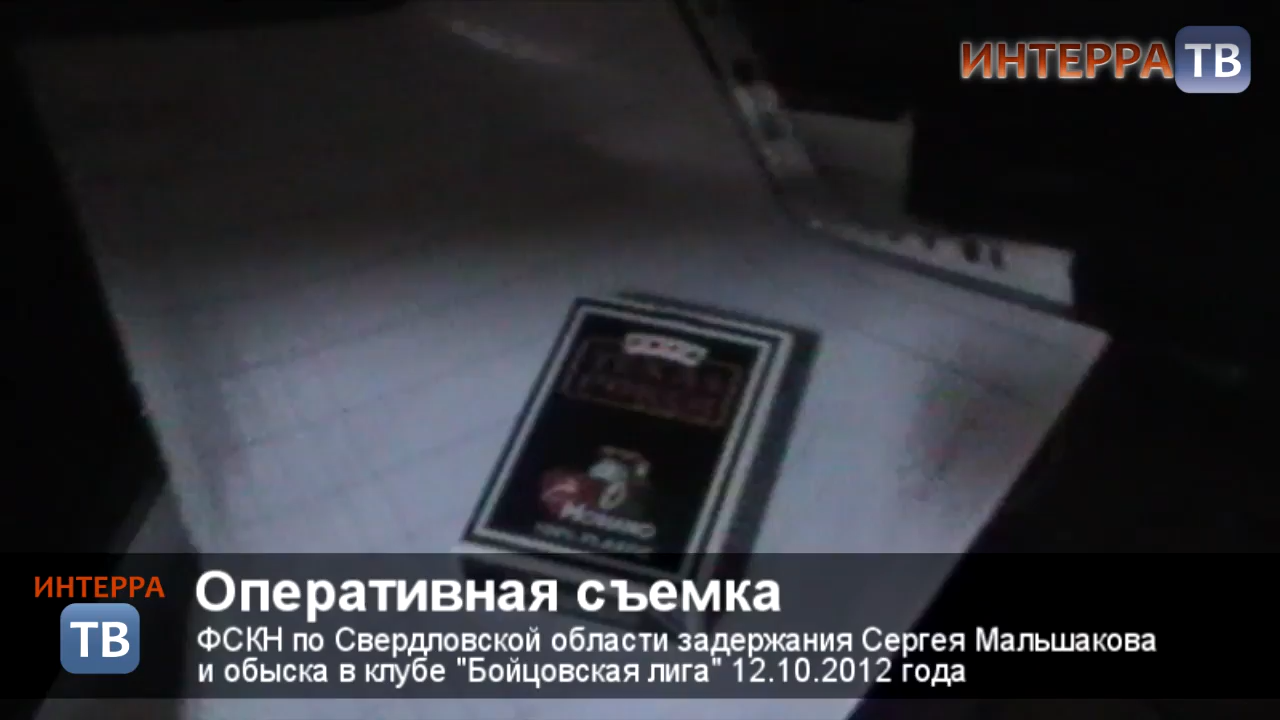 ИНТЕРРА ТВ
MODIANO
ИНТЕРРА
ТВ
Оперативная съемка
ФСКН по Свердловской области задержания Сергея Мальшакова
и обыска в клубе "Бойцовская лига" 12.10.2012 года